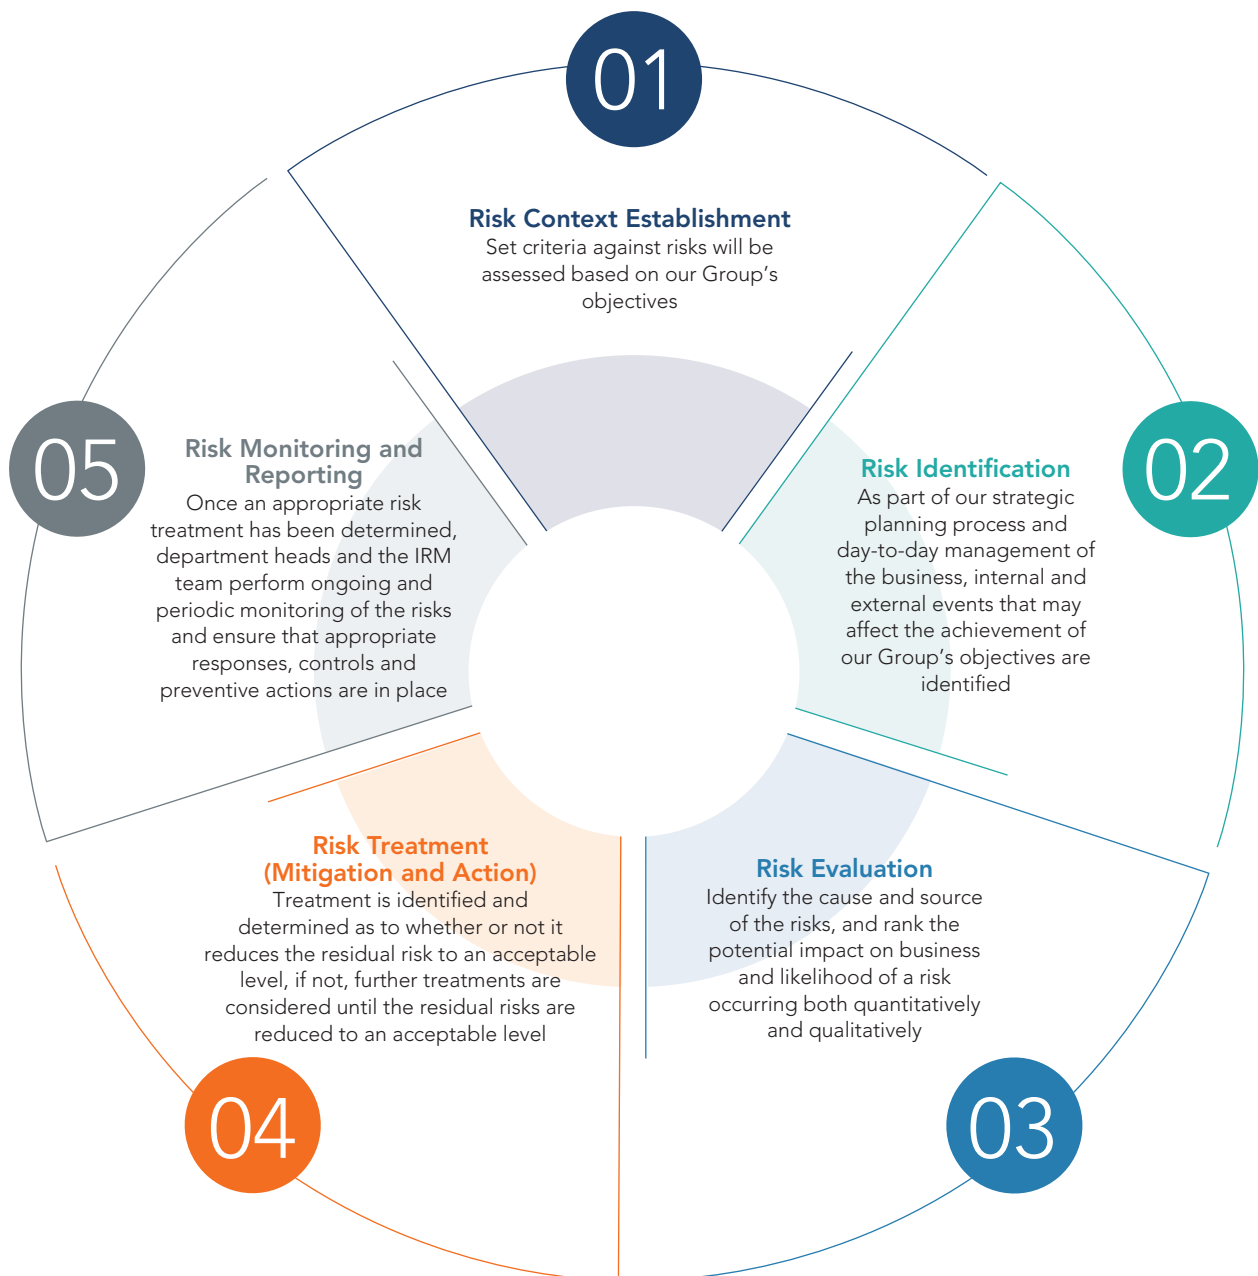 01
Risk Context Establishment
Set criteria against risks will be
assessed based on our Group's
objectives
02
Risk Identification
As part of our strategic
planning process and
day-to-day management of
the business, internal and
external events that may
affect the achievement of
our Group's objectives are
identified
03
Risk Evaluation
Identify the cause and source
of the risks, and rank the
potential impact on business
and likelihood of a risk
occurring both quantitatively
and qualitatively
04
Risk Treatment
(Mitigation and Action)
Treatment is identified and
determined as to whether or not it
reduces the residual risk to an acceptable
level, if not, further treatments are
considered until the residual risks are
reduced to an acceptable level
05
Risk Monitoring and
Reporting
Once an appropriate risk
treatment has been determined,
department heads and the IRM
team perform ongoing and
periodic monitoring of the risks
and ensure that appropriate
responses, controls and
preventive actions are in place